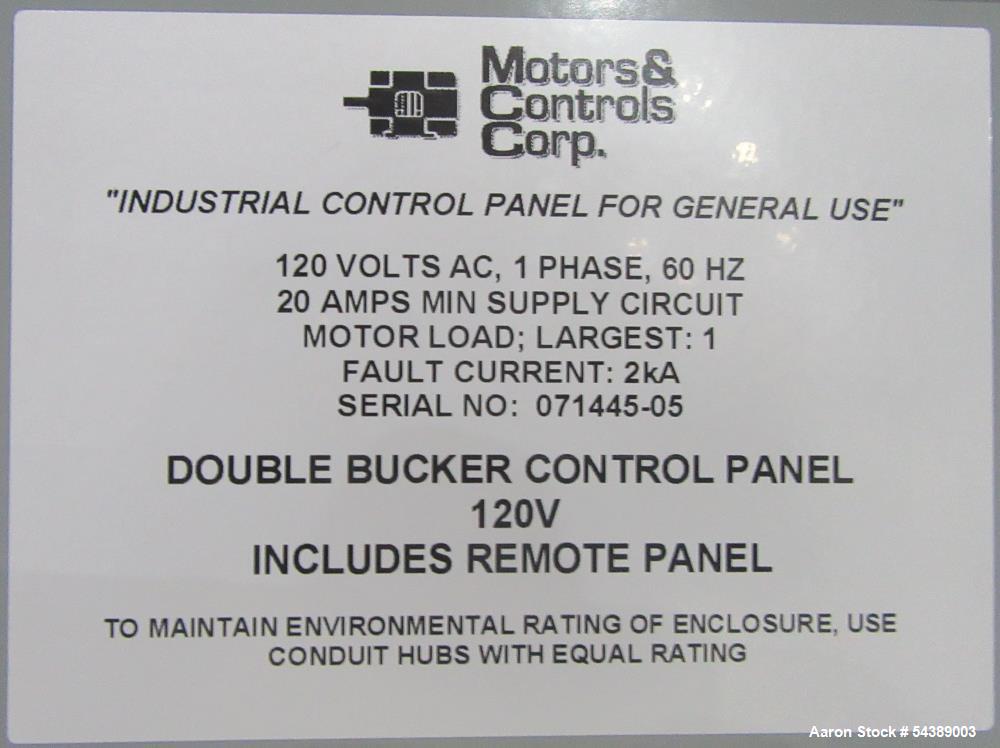 Motors&
Controls
Corp.
"INDUSTRIAL CONTROL PANEL FOR GENERAL USE"
120 VOLTS AC, 1 PHASE, 60 HZ
20 AMPS MIN SUPPLY CIRCUIT
MOTOR LOAD; LARGEST: 1
FAULT CURRENT: 2kA
SERIAL NO: 071445-05
DOUBLE BUCKER CONTROL PANEL
120V
INCLUDES REMOTE PANEL
TO MAINTAIN ENVIRONMENTAL RATING OF ENCLOSURE, USE
CONDUIT HUBS WITH EQUAL RATING
Aaron Stock # 54389003